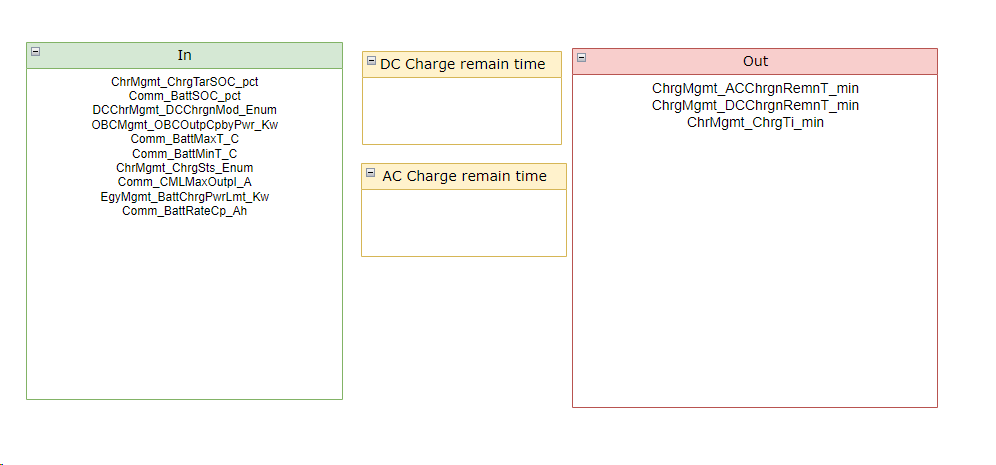 In
ChrMgmt_ChrgTarSOC_pct
Comm_BattSOC_pct
DCChrMgmt_DCChrgnMod_Enum
OBCMgmt_OBCOutpCpbyPwr_Kw
Comm_BattMaxT_C
Comm_BattMinT_C
ChrMgmt_ChrgSts_Enum
Comm_CMLMaxOutpI_A
EgyMgmt_BattChrgPwrLmt_Kw
Comm_BattRateCp_Ah
DC Charge remain time
AC Charge remain time
Out
ChrgMgmt_ACChrgnRemnT_min
ChrgMgmt_DCChrgnRemnT_min
ChrMgmt_ChrgTi_min